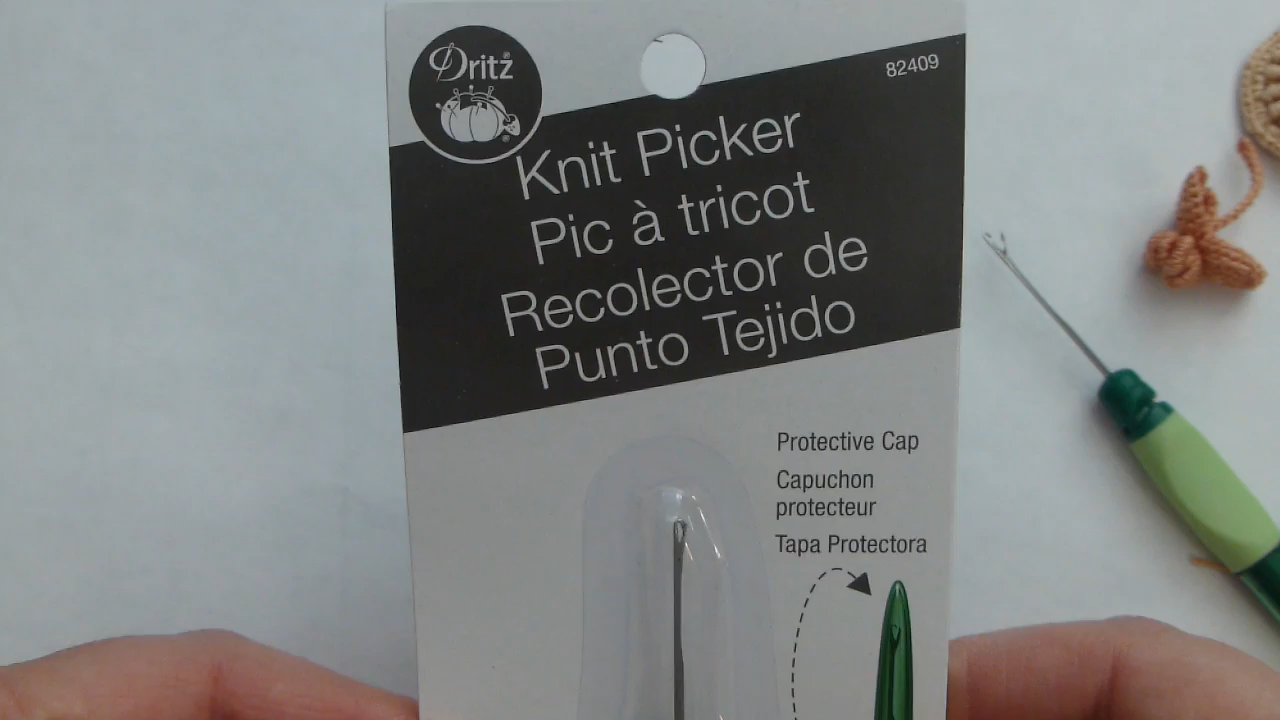 Dritz®
82409
Knit Picker
Pic à tricot
Recolector de
Punto Tejido
Protective Cap
Capuchon
protecteur
Tapa Protectora